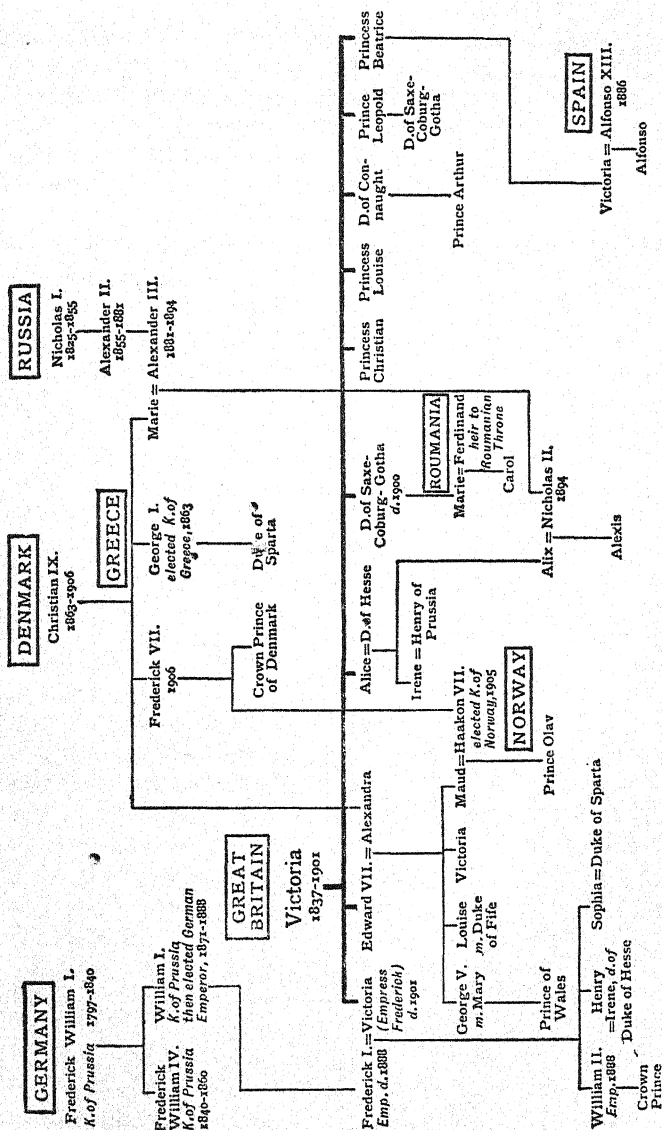 GERMANY
Frederick William I.
K. of Prussia 1797-1840
Frederick
William IV.
K. of Prussia
1840-1860
William I.
K. of Prussia
then elected German
Emperor, 1871-1888
DENMARK
Christian IX.
1863-1906
Frederick VII.
1906
Crown Prince
of Denmark
GREECE
George I.
elected K. of
Greece, 1863
Duke of
Sparta
RUSSIA
Nicholas I.
1825-1855
Alexander II.
1855-1881
Marie = Alexander III.
1881-1894
GREAT
BRITAIN
Victoria
1837-1901
Frederick I. = Victoria
Emp. d. 1888
(Empress
Frederick)
d. 1901
Edward VII. = Alexandra
Alice = D. of Hesse
D. of Saxe-
Coburg-Gotha
d. 1900
Princess
Christian
Princess
Louise
D. of Con-
naught
Prince
Leopold
Princess
Beatrice
George V.
m. Mary
Louise
m. Duke
of Fife
Victoria
Maud = Haakon VII.
elected K. of
Norway, 1905
NORWAY
Prince Olav
Prince of
Wales
Irene = Henry of
Prussia
ROUMANIA
Marie = Ferdinand
heir to
Roumanian
Throne
Carol
Alix = Nicholas II.
1894
Alexis
Prince Arthur
D. of Saxe-
Coburg-
Gotha
SPAIN
Victoria = Alfonso XIII.
1886
Alfonso
William II.
Emp. 1888
Henry
= Irene, d. of
Duke of Hesse
Sophia = Duke of Sparta
Crown
Prince